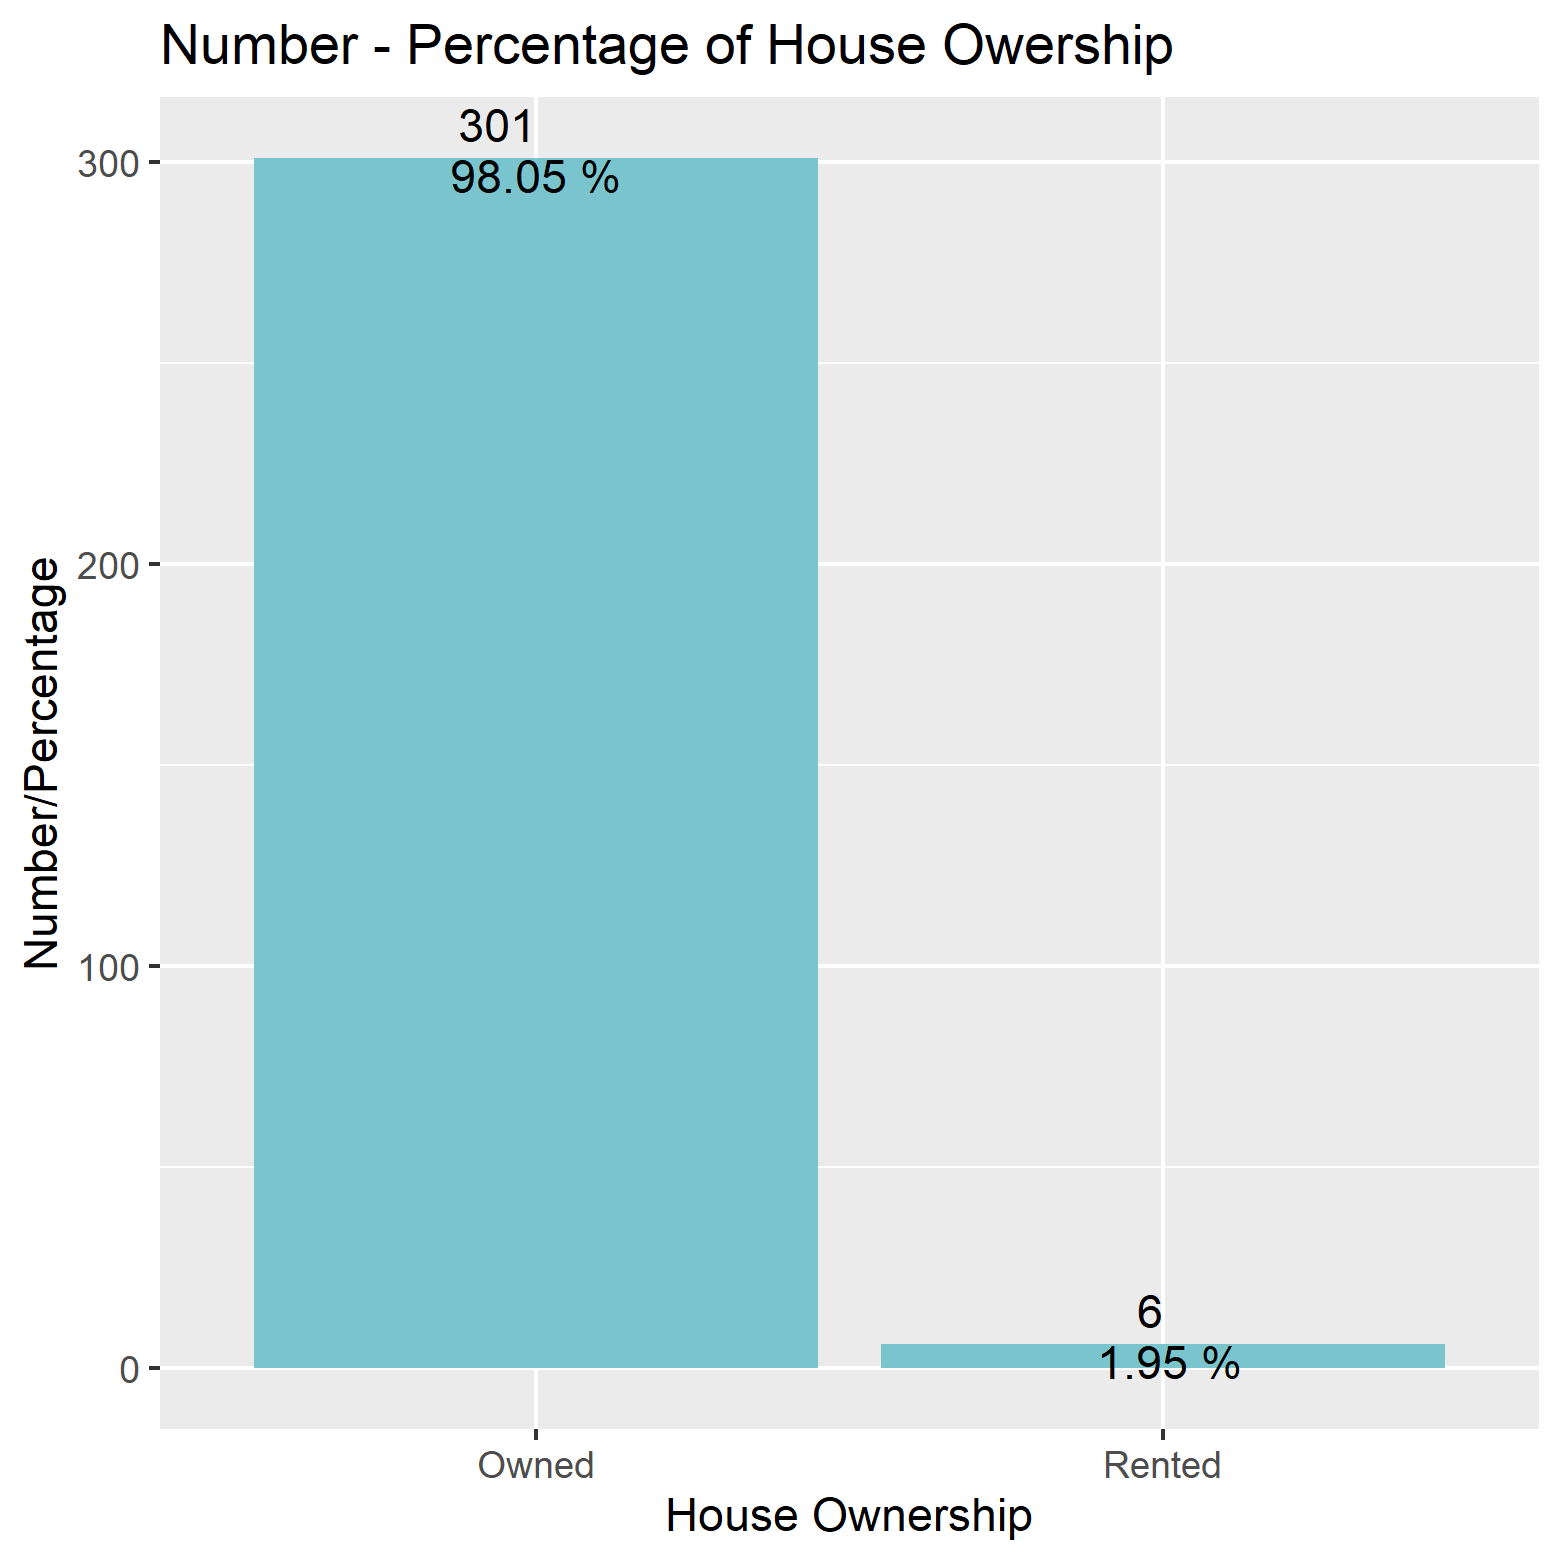 Number - Percentage of House Owership
301
98.05 %
300
200
100
0
Number/Percentage
6
1.95 %
Owned
Rented
House Ownership